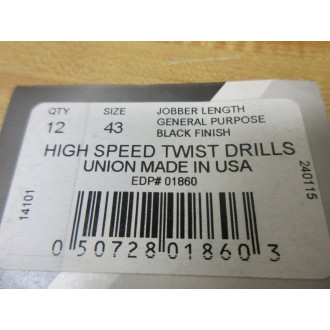 QTY SIZE JOBBER LENGTH
12 43 GENERAL PURPOSE
BLACK FINISH
HIGH SPEED TWIST DRILLS
UNION MADE IN USA
EDP# 01860
14101
240115
0 50728 01860 3